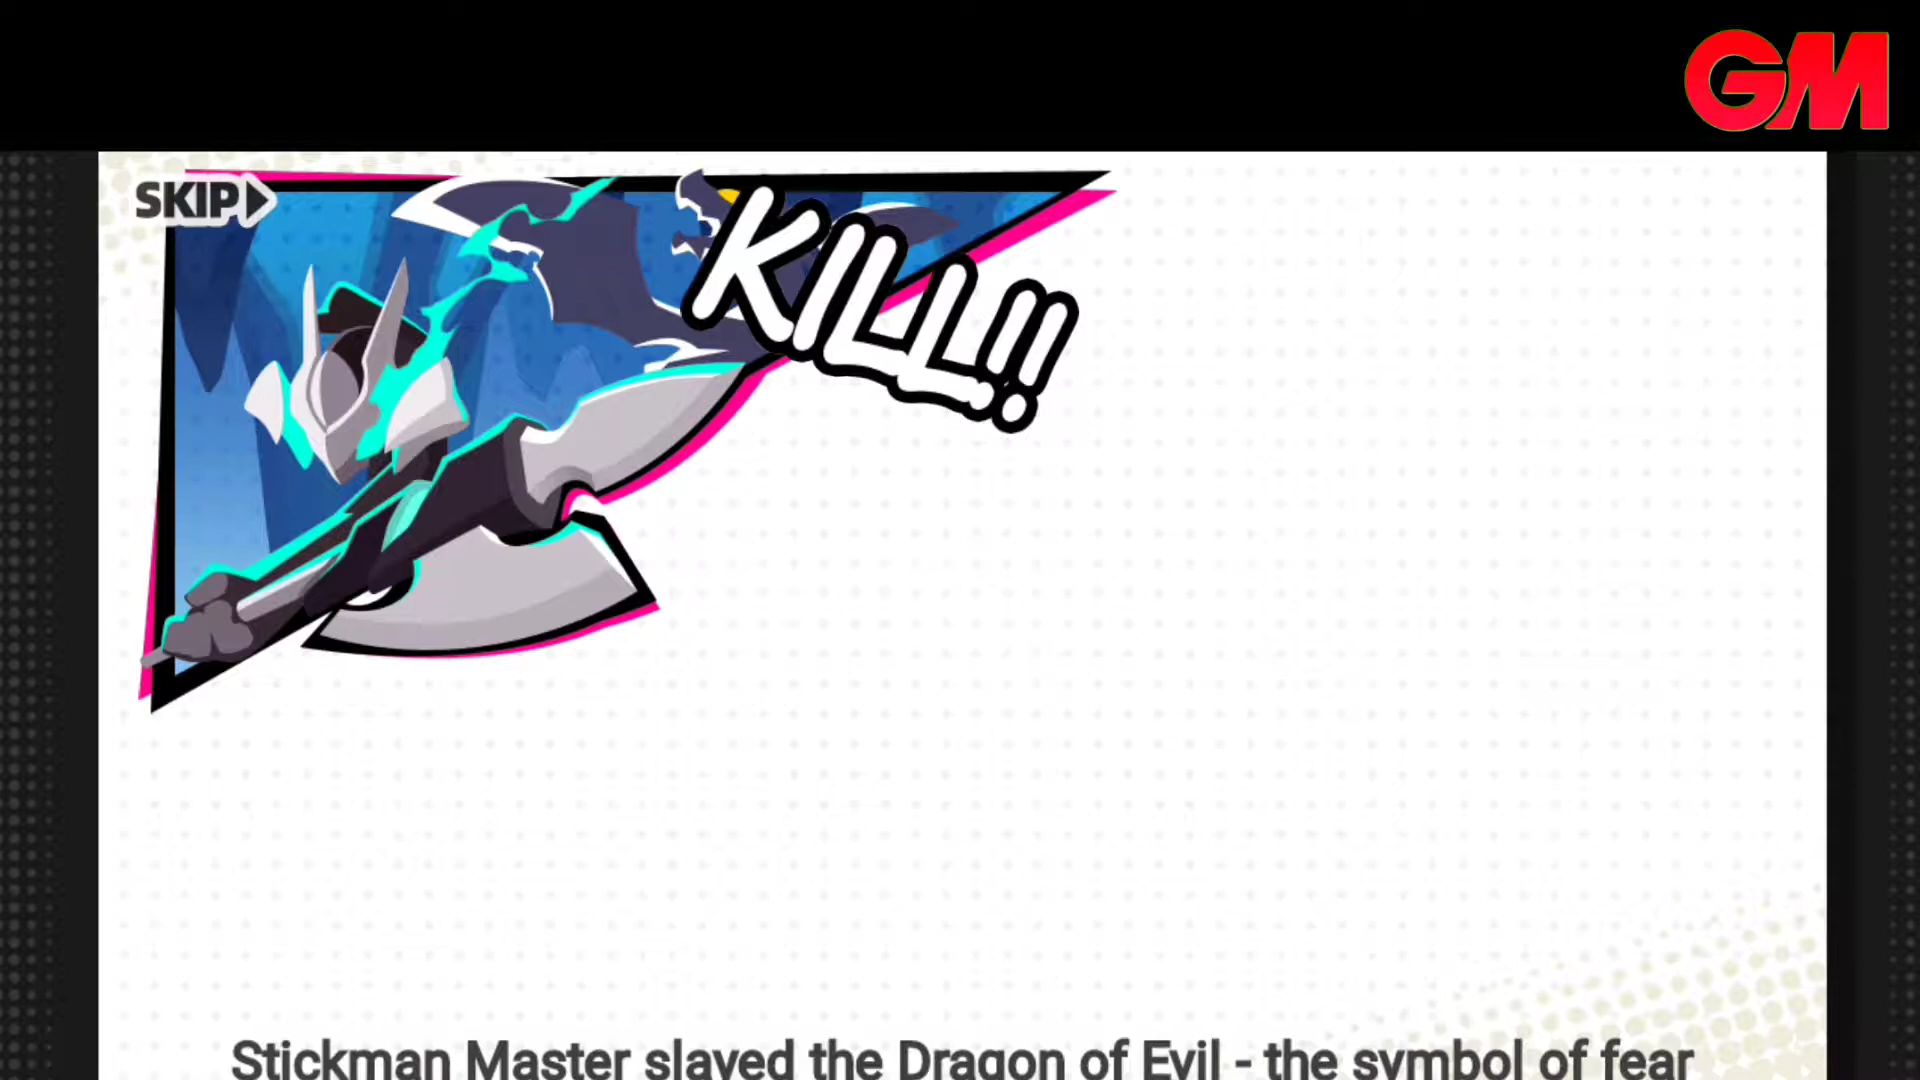 GM
SKIP
KILL!!
Stickman Master slayed the Dragon of Evil - the symbol of fear